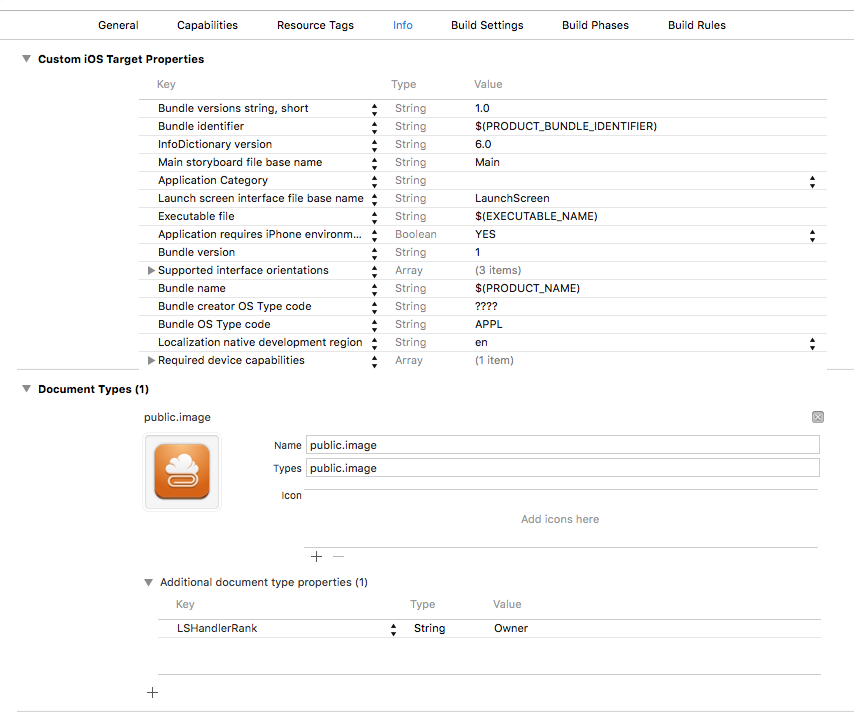 General Capabilities Resource Tags Info Build Settings Build Phases Build Rules
Custom iOS Target Properties
Key Type Value
Bundle versions string, short String 1.0
Bundle identifier String $(PRODUCT_BUNDLE_IDENTIFIER)
InfoDictionary version String 6.0
Main storyboard file base name String Main
Application Category String
Launch screen interface file base name String LaunchScreen
Executable file String $(EXECUTABLE_NAME)
Application requires iPhone environm... Boolean YES
Bundle version String 1
Supported interface orientations Array (3 items)
Bundle name String $(PRODUCT_NAME)
Bundle creator OS Type code String ????
Bundle OS Type code String APPL
Localization native development region String en
Required device capabilities Array (1 item)
Document Types (1)
public.image
Name public.image
Types public.image
Icon
Add icons here
Additional document type properties (1)
Key Type Value
LSHandlerRank String Owner